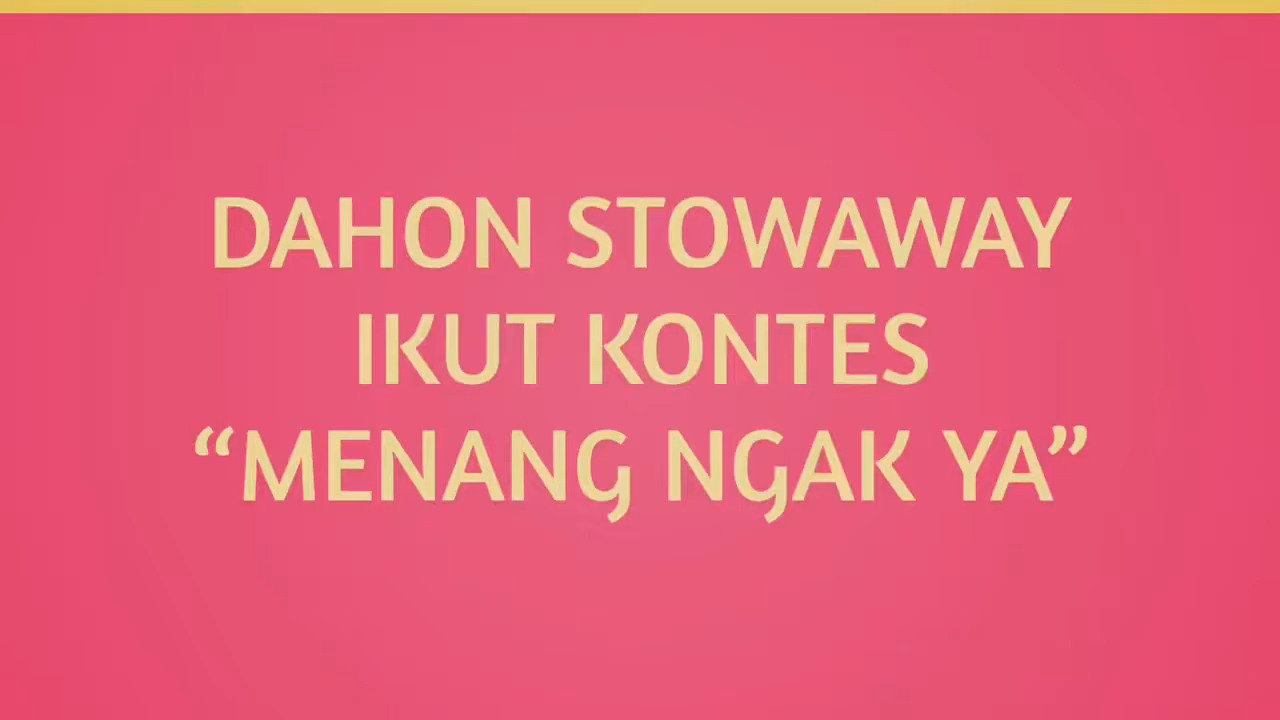 DAHON STOWAWAY
IKUT KONTES
“MENANG NGAK YA”